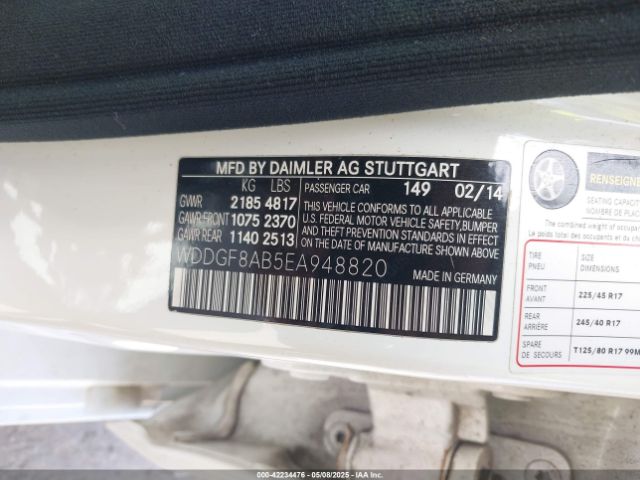 MFD BY DAIMLER AG STUTTGART
KG LBS
PASSENGER CAR 149 02/14
GVWR 2185 4817
GAWR FRONT 1075 2370
GAWR REAR 1140 2513
THIS VEHICLE CONFORMS TO ALL APPLICABLE
U.S. FEDERAL MOTOR VEHICLE SAFETY,BUMPER
AND THEFT PREVENTION STANDARDS IN EFFECT
ON THE DATE OF MANUFACTURE SHOWN ABOVE.
WDDGF8AB5EA948820
MADE IN GERMANY
RENSEIGNE
SEATING CAPACIT
NOMBRE DE PLAC
The combined weight of
Le poids total des occupants
TIRE
PNEU
SIZE
DIMENSIONS
FRONT
AVANT
225/45 R17
REAR
ARRIÈRE
245/40 R17
SPARE
DE SECOURS
T125/80 R17 99M
000-42234476 05/08/2025 - IAAI.COM